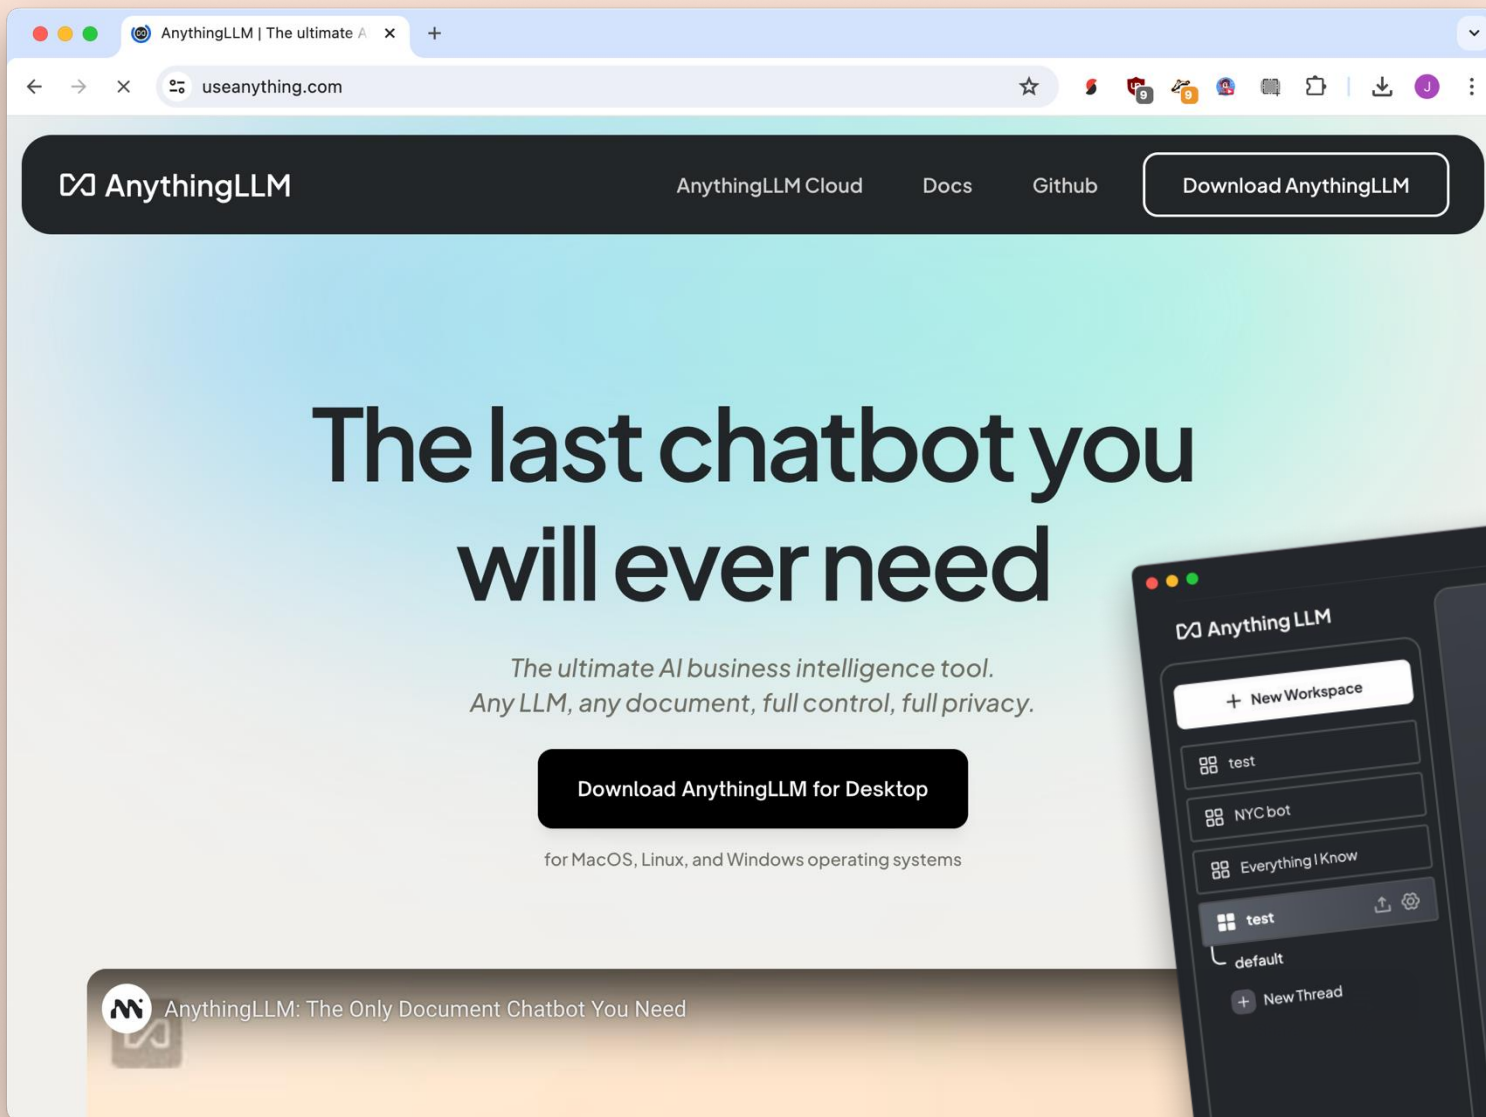 AnythingLLM | The ultimate A
useanything.com
9
9
J
AnythingLLM
AnythingLLM Cloud
Docs
Github
Download AnythingLLM
The last chatbot you
will ever need
The ultimate AI business intelligence tool.
Any LLM, any document, full control, full privacy.
Download AnythingLLM for Desktop
for MacOS, Linux, and Windows operating systems
Anything LLM
+ New Workspace
test
NYC bot
Everything I Know
test
default
+ New Thread
AnythingLLM: The Only Document Chatbot You Need